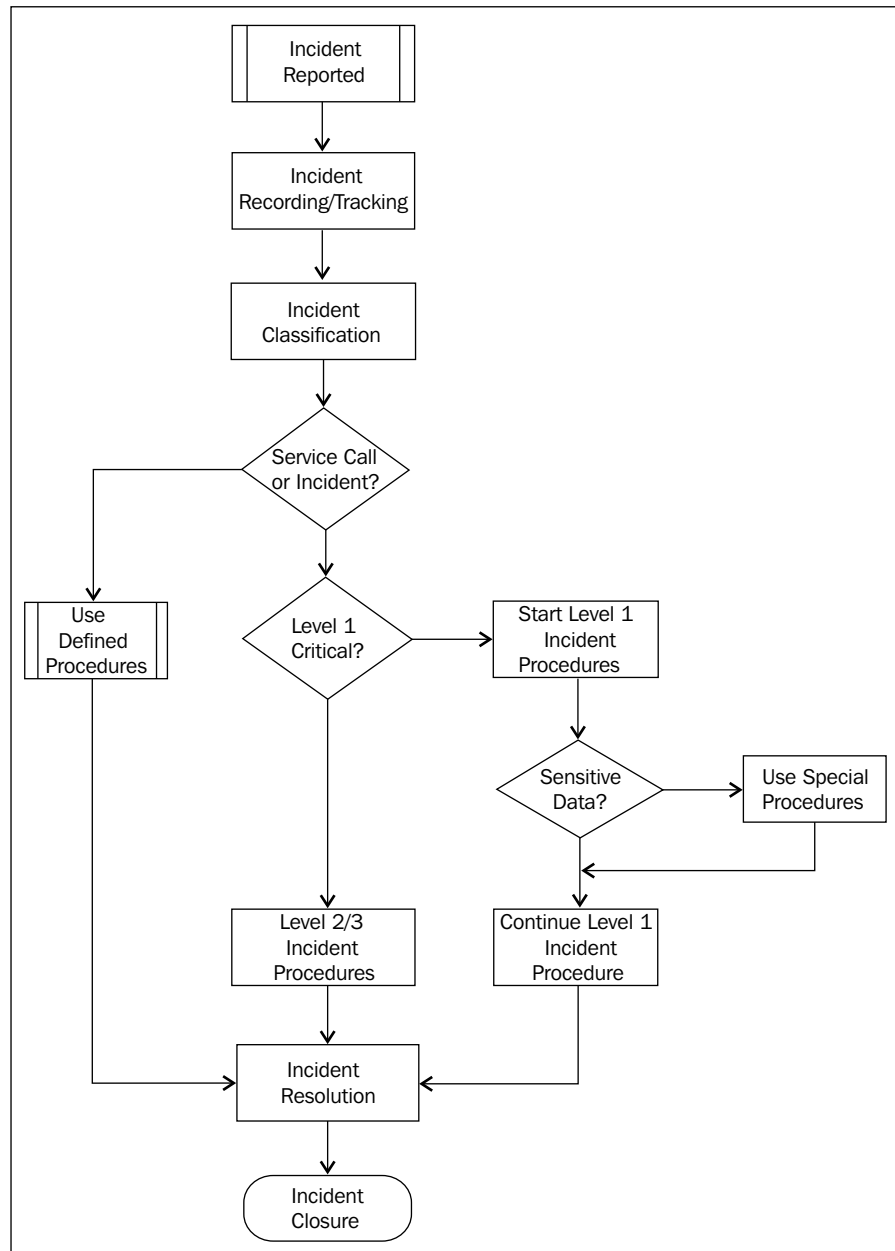 Incident
Reported
Incident
Recording/Tracking
Incident
Classification
Service Call
or Incident?
Use
Defined
Procedures
Level 1
Critical?
Start Level 1
Incident
Procedures
Sensitive
Data?
Use Special
Procedures
Level 2/3
Incident
Procedures
Continue Level 1
Incident
Procedure
Incident
Resolution
Incident
Closure